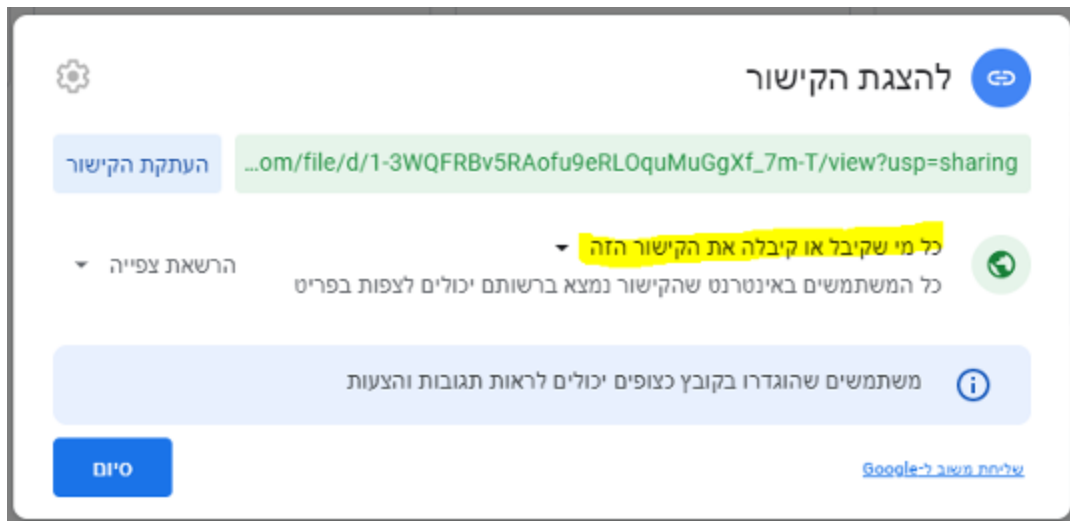 להצגת הקישור
...om/file/d/1-3WQFRBv5RAofu9eRLOquMuGgXf_7m-T/view?usp=sharing
העתקת הקישור
כל מי שקיבל או קיבלה את הקישור הזה
הרשאת צפייה
כל המשתמשים באינטרנט שהקישור נמצא ברשותם יכולים לצפות בפריט
משתמשים שהוגדרו בקובץ כצופים יכולים לראות תגובות והצעות
שליחת משוב ל-Google
סיום